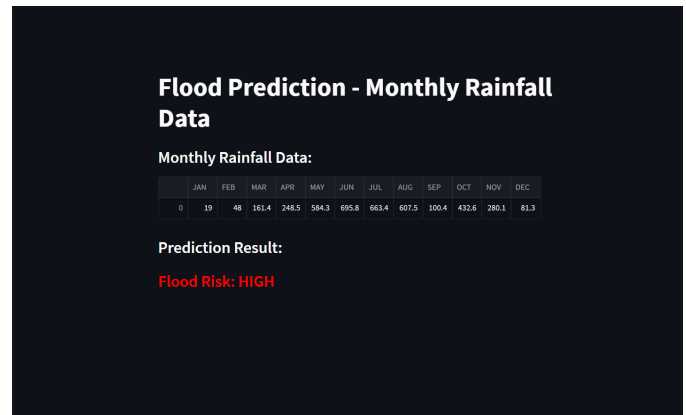 Flood Prediction - Monthly Rainfall
Data
Monthly Rainfall Data:
JAN FEB MAR APR MAY JUN JUL AUG SEP OCT NOV DEC
0 19 48 161.4 248.5 584.3 695.8 663.4 607.5 100.4 432.6 280.1 81.3
Prediction Result:
Flood Risk: HIGH